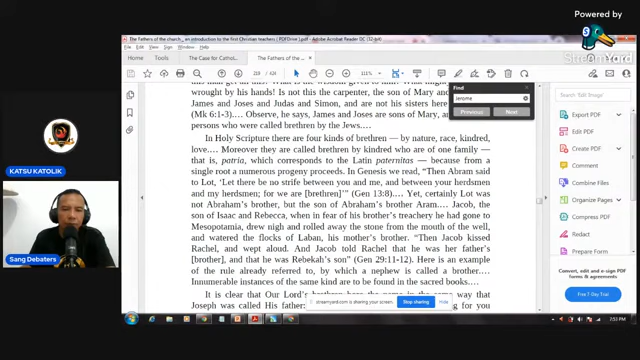 Powered by
StreamYard
The Fathers of the church _ an introduction to the first Christian teachers ( PDFDrive ).pdf - Adobe Acrobat Reader DC (32-bit)
File Edit View Sign Window Help
Home Tools The Case for Cathol... The Fathers of th...
111%
Find
Jerome
Previous Next
wrought by his hands! Is not this the carpenter, the son of Mary and
James and Joses and Judas and Simon, and are not his sisters here
(Mk 6:1-3). Observe, he says, James and Joses are sons of Mary, and
persons who were called brethren by the Jews....
In Holy Scripture there are four kinds of brethren — by nature, race, kindred,
love.... Moreover they are called brethren by kindred who are of one family —
that is, patria, which corresponds to the Latin paternitas — because from a
single root a numerous progeny proceeds. In Genesis we read, "Then Abram said
to Lot, 'Let there be no strife between you and me, and between your herdsmen
and my herdsmen; for we are [brethren]'" (Gen 13:8).... Yet, certainly Lot was
not Abraham's brother, but the son of Abraham's brother Aram.... Jacob, the
son of Isaac and Rebecca, when in fear of his brother's treachery he had gone to
Mesopotamia, drew nigh and rolled away the stone from the mouth of the well,
and watered the flocks of Laban, his mother's brother. "Then Jacob kissed
Rachel, and wept aloud. And Jacob told Rachel that he was her father's
[brother], and that he was Rebekah's son" (Gen 29:11-12). Here is an example
of the rule already referred to, by which a nephew is called a brother....
Innumerable instances of the same kind are to be found in the sacred books....
It is clear that Our Lord's brethren bore the name in the same way that
Joseph was called His father:
ng for you
streamyard.com is sharing your screen.
Stop sharing
Hide
Export PDF
Edit PDF
Create PDF
Comment
Combine Files
Organize Pages
Compress PDF
Redact
Prepare Form
Convert, edit and e-sign PDF
forms & agreements
Free 7-Day Trial
7:53 PM
KATSU KATOLIK
Sang Debaters